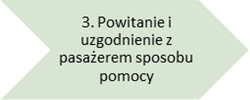 3. Powitanie i
uzgodnienie z
pasażerem sposobu
pomocy